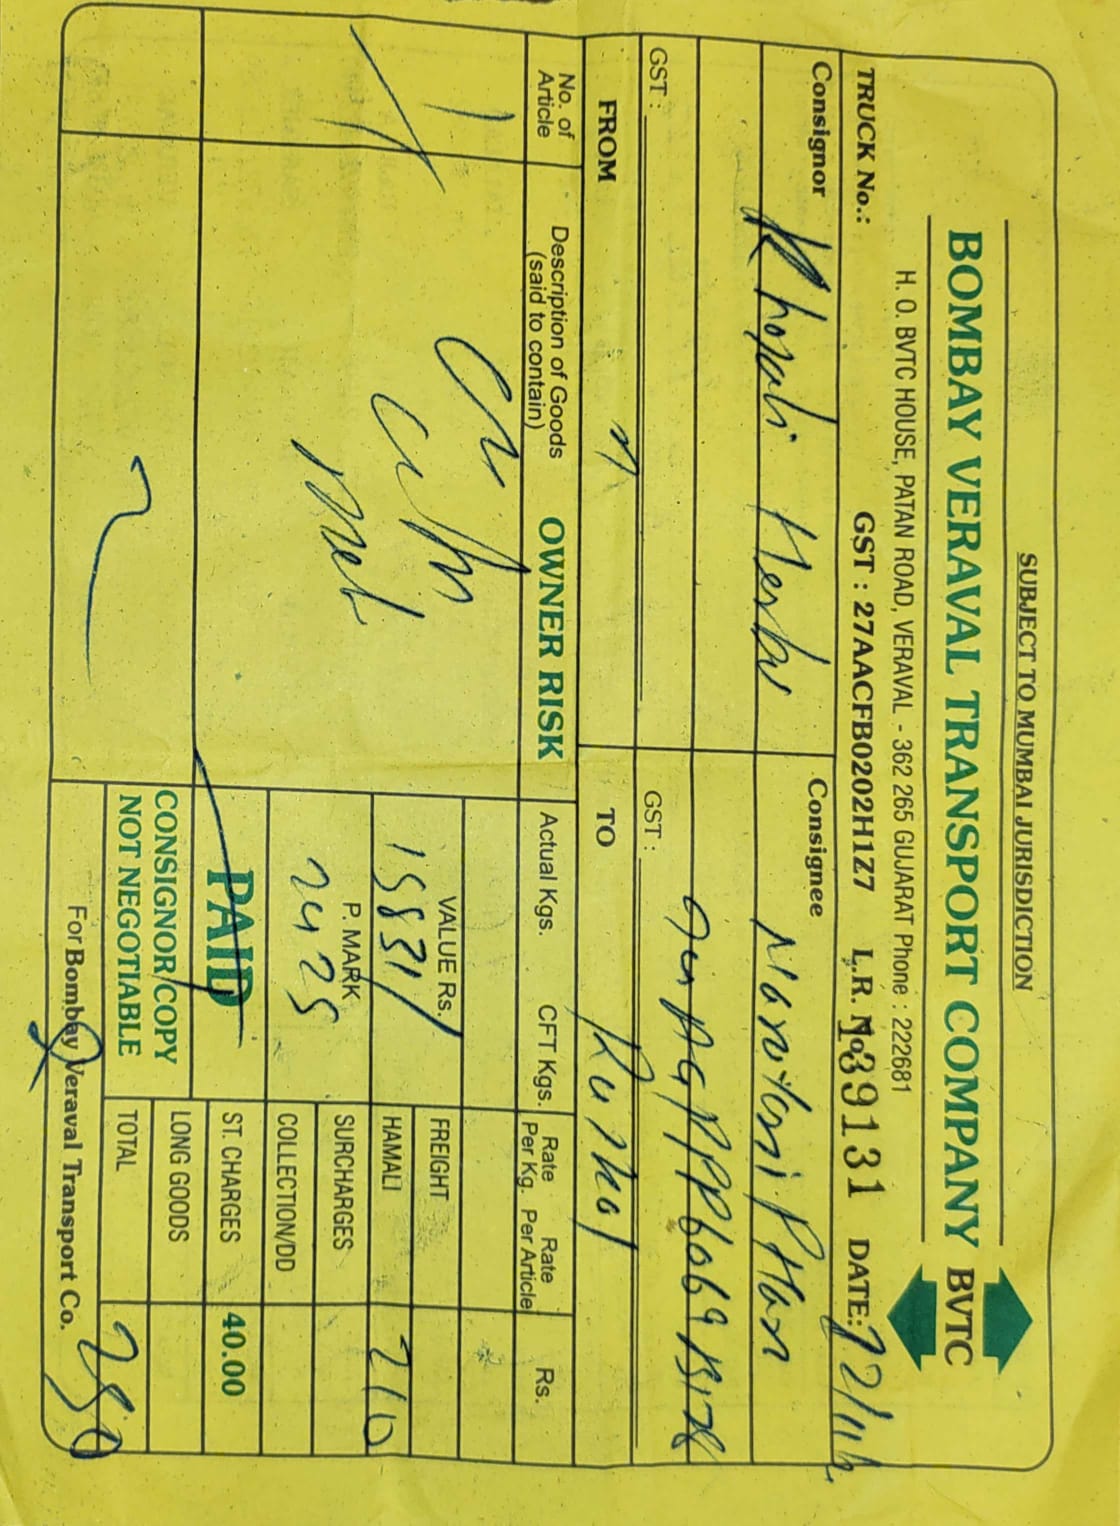 SUBJECT TO MUMBAI JURISDICTION
BOMBAY VERAVAL TRANSPORT COMPANY BVTC
H. O. BVTC HOUSE, PATAN ROAD, VERAVAL - 362 265 GUJARAT Phone : 222681
TRUCK No.: GST : 27AACFB0202H1Z7 L.R. No 39131 DATE:
Consignor Consignee
Khopoli
GST : GST :
FROM TO
No. of Article
Description of Goods (said to contain)
OWNER RISK
Actual Kgs. CFT Kgs. Rate Per Kg. Rate Per Article Rs.
1
VALUE Rs. FREIGHT
15831/ HAMALI 210
P. MARK SURCHARGES
2425 COLLECTION/DD
PAID ST. CHARGES 40.00
CONSIGNOR COPY LONG GOODS
NOT NEGOTIABLE TOTAL 250
For Bombay Veraval Transport Co.